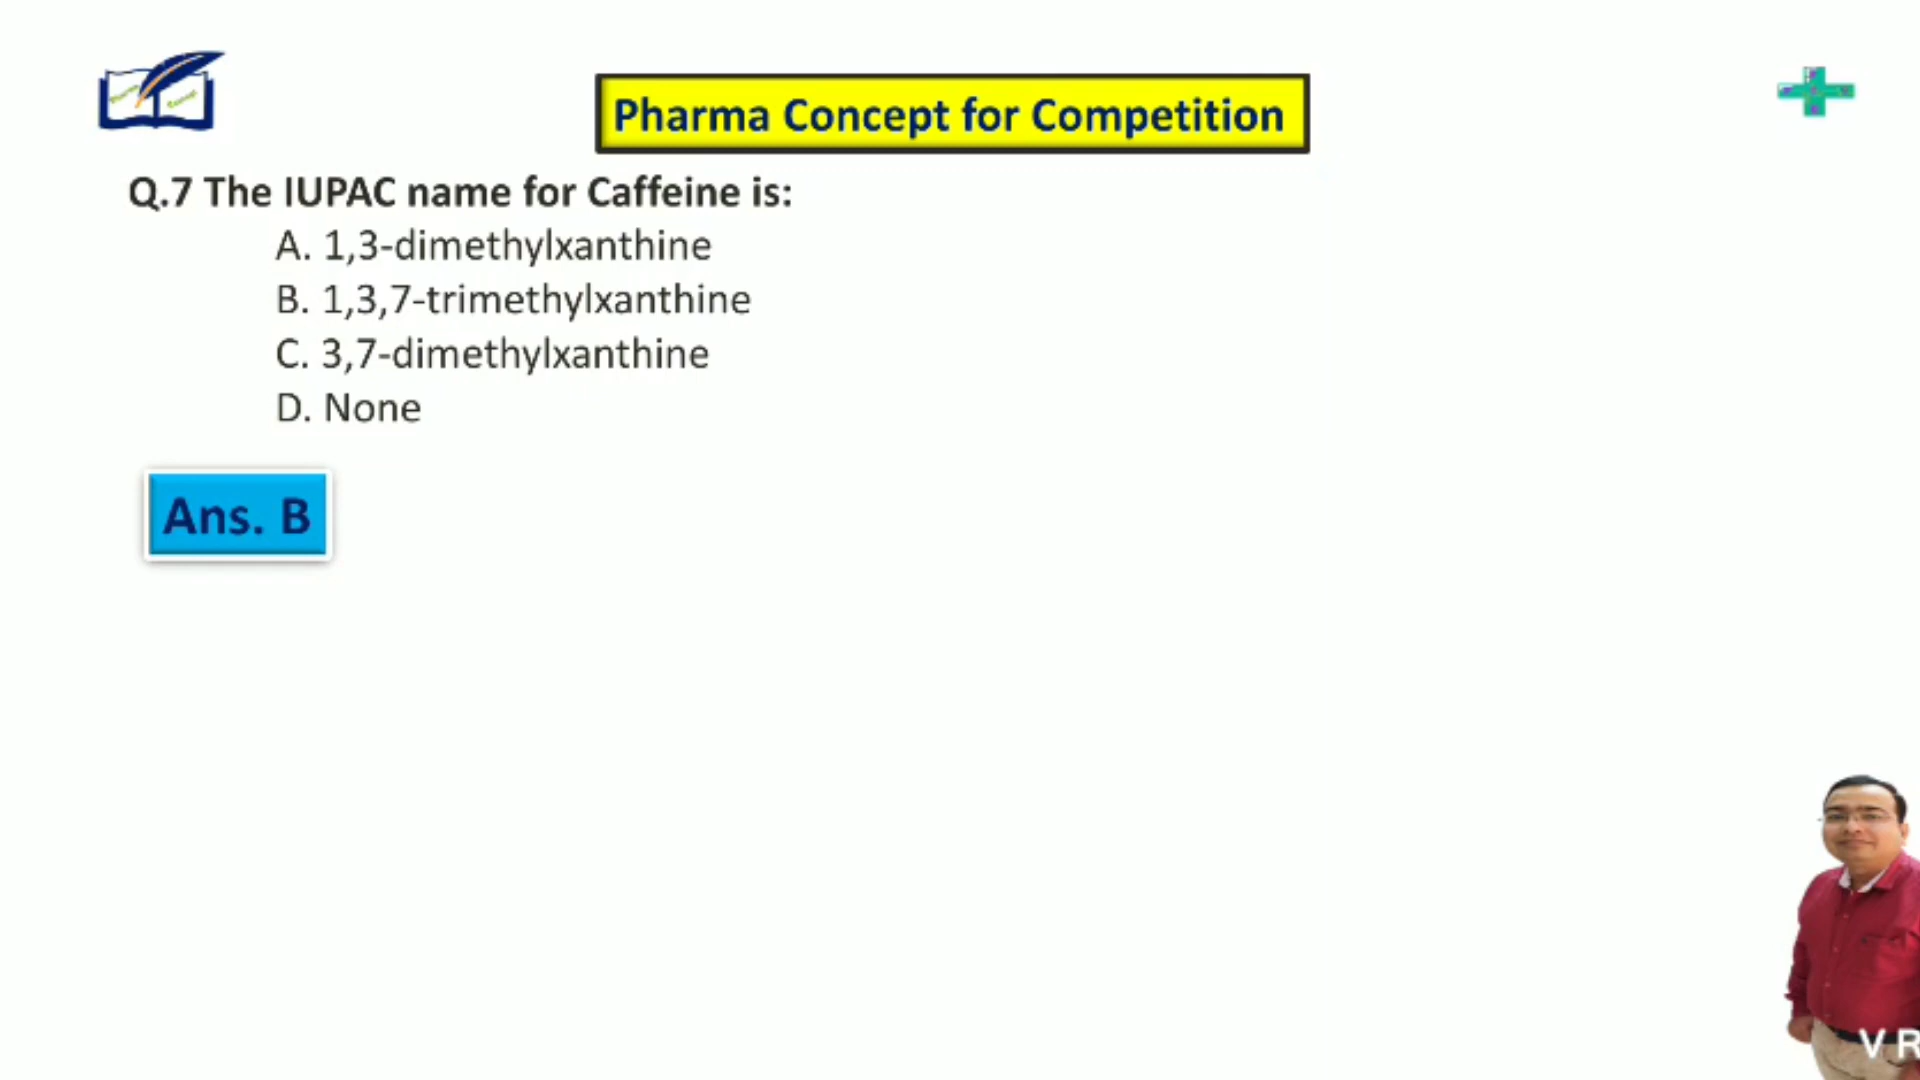 Pharma Concept for Competition
Q.7 The IUPAC name for Caffeine is:
A. 1,3-dimethylxanthine
B. 1,3,7-trimethylxanthine
C. 3,7-dimethylxanthine
D. None
Ans. B
V R